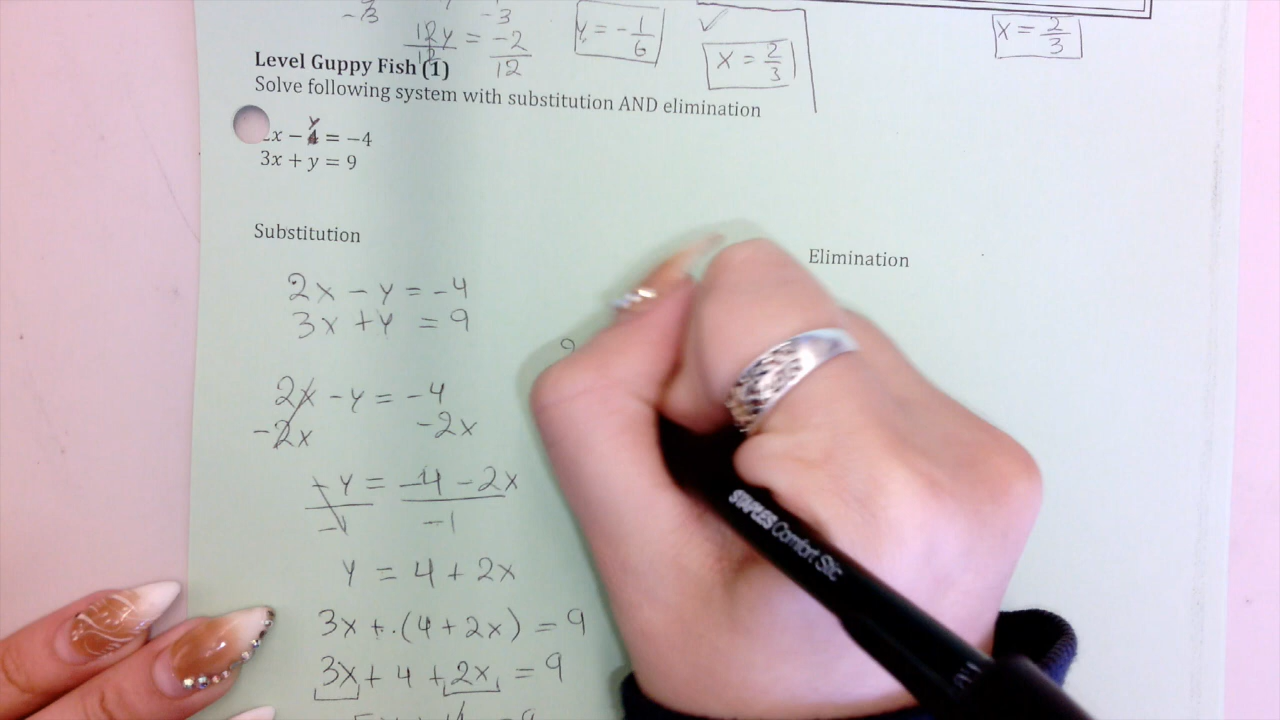 -3 -3
12y = -2
12 12
y = -1/6
✓
x = 2/3
x = 2/3
Level Guppy Fish (1)
Solve following system with substitution AND elimination
x − y = −4
3x + y = 9
Substitution
Elimination
2x - y = -4
3x + y = 9
2x - y = -4
-2x -2x
-y = -4 - 2x
-1 -1
y = 4 + 2x
3x + (4 + 2x) = 9
3x + 4 + 2x = 9
STAPLES Comfort Stic